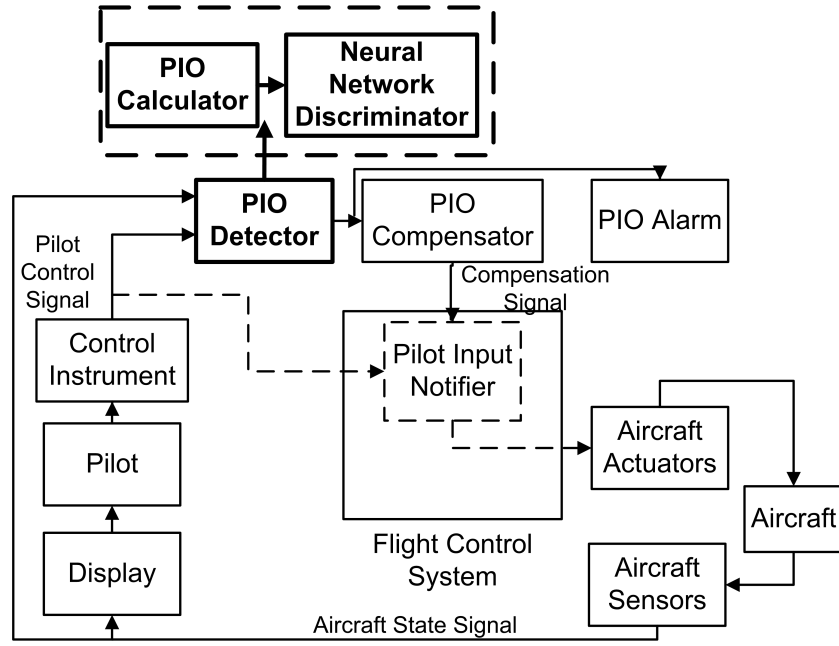 PIO
Calculator
Neural
Network
Discriminator
PIO
Detector
PIO
Compensator
PIO Alarm
Pilot
Control
Signal
Compensation
Signal
Control
Instrument
Pilot Input
Notifier
Pilot
Aircraft
Actuators
Aircraft
Flight Control
System
Display
Aircraft
Sensors
Aircraft State Signal